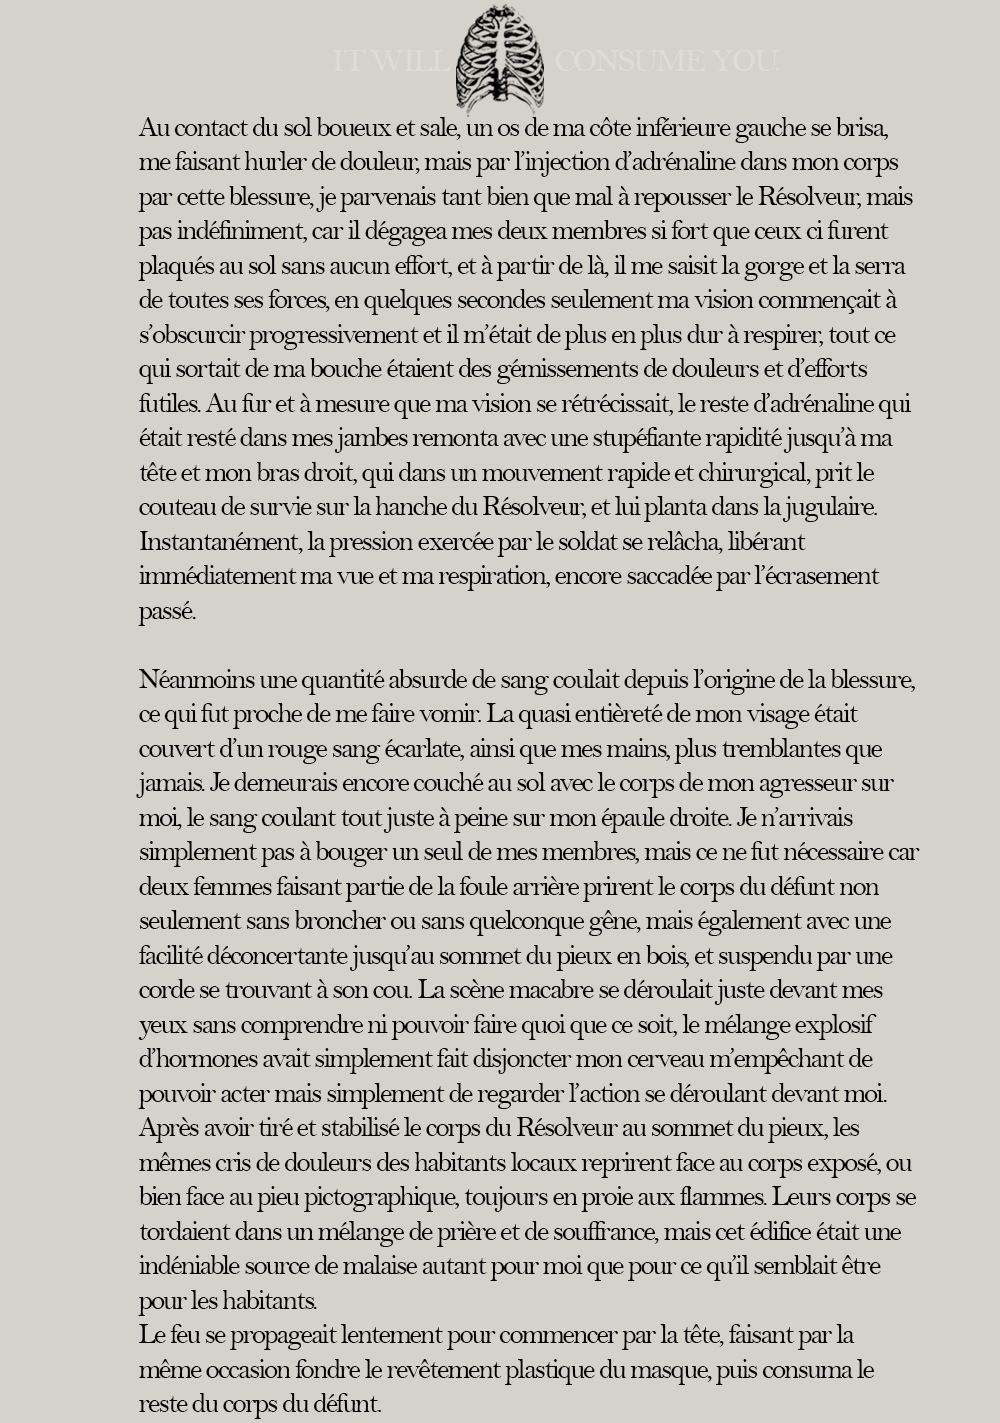 IT WILL CONSUME YOU.
Au contact du sol boueux et sale, un os de ma côte inférieure gauche se brisa,
me faisant hurler de douleur, mais par l'injection d'adrénaline dans mon corps
par cette blessure, je parvenais tant bien que mal à repousser le Résolveur, mais
pas indéfiniment, car il dégagea mes deux membres si fort que ceux ci furent
plaqués au sol sans aucun effort, et à partir de là, il me saisit la gorge et la serra
de toutes ses forces, en quelques secondes seulement ma vision commençait à
s'obscurcir progressivement et il m'était de plus en plus dur à respirer, tout ce
qui sortait de ma bouche étaient des gémissements de douleurs et d'efforts
futiles. Au fur et à mesure que ma vision se rétrécissait, le reste d'adrénaline qui
était resté dans mes jambes remonta avec une stupéfiante rapidité jusqu'à ma
tête et mon bras droit, qui dans un mouvement rapide et chirurgical, prit le
couteau de survie sur la hanche du Résolveur, et lui planta dans la jugulaire.
Instantanément, la pression exercée par le soldat se relâcha, libérant
immédiatement ma vue et ma respiration, encore saccadée par l'écrasement
passé.
Néanmoins une quantité absurde de sang coulait depuis l'origine de la blessure,
ce qui fut proche de me faire vomir. La quasi entièreté de mon visage était
couvert d'un rouge sang écarlate, ainsi que mes mains, plus tremblantes que
jamais. Je demeurais encore couché au sol avec le corps de mon agresseur sur
moi, le sang coulant tout juste à peine sur mon épaule droite. Je n'arrivais
simplement pas à bouger un seul de mes membres, mais ce ne fut nécessaire car
deux femmes faisant partie de la foule arrière prirent le corps du défunt non
seulement sans broncher ou sans quelconque gêne, mais également avec une
facilité déconcertante jusqu'au sommet du pieux en bois, et suspendu par une
corde se trouvant à son cou. La scène macabre se déroulait juste devant mes
yeux sans comprendre ni pouvoir faire quoi que ce soit, le mélange explosif
d'hormones avait simplement fait disjoncter mon cerveau m'empêchant de
pouvoir acter mais simplement de regarder l'action se déroulant devant moi.
Après avoir tiré et stabilisé le corps du Résolveur au sommet du pieux, les
mêmes cris de douleurs des habitants locaux reprirent face au corps exposé, ou
bien face au pieu pictographique, toujours en proie aux flammes. Leurs corps se
tordaient dans un mélange de prière et de souffrance, mais cet édifice était une
indéniable source de malaise autant pour moi que pour ce qu'il semblait être
pour les habitants.
Le feu se propageait lentement pour commencer par la tête, faisant par la
même occasion fondre le revêtement plastique du masque, puis consuma le
reste du corps du défunt.